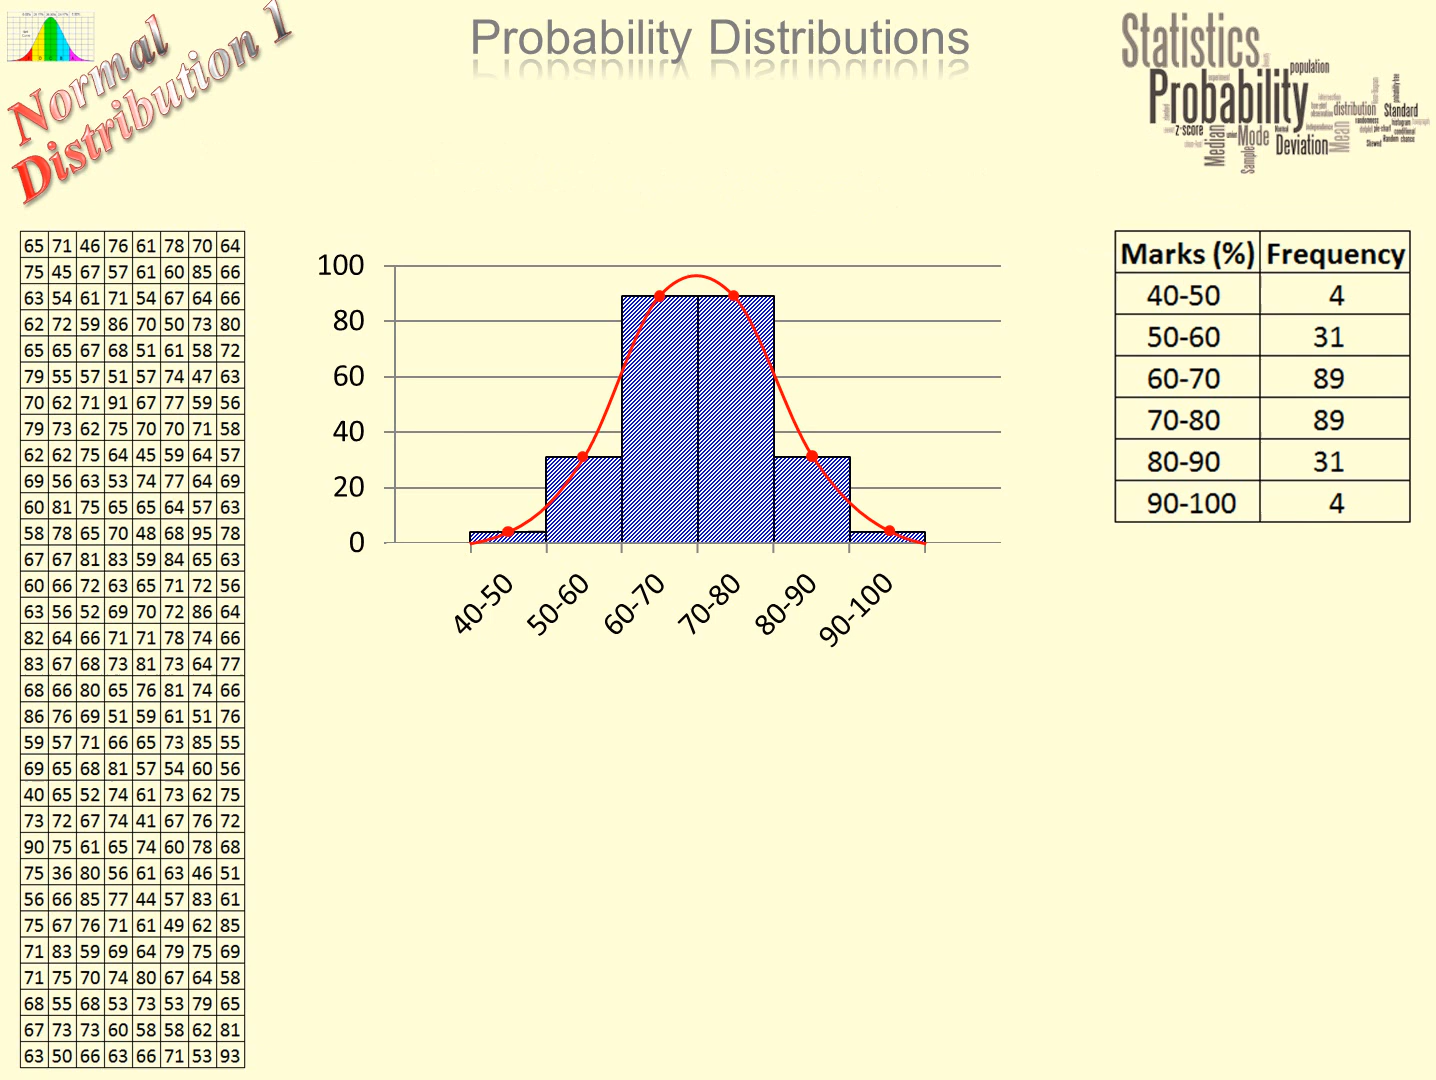 Normal
Distribution 1
Probability Distributions
Statistics
Probability
population
distribution
Standard
z-score
Median
Mode
Mean
Sample
Deviation
65 71 46 76 61 78 70 64
75 45 67 57 61 60 85 66
63 54 61 71 54 67 64 66
62 72 59 86 70 50 73 80
65 65 67 68 51 61 58 72
79 55 57 51 57 74 47 63
70 62 71 91 67 77 59 56
79 73 62 75 70 70 71 58
62 62 75 64 45 59 64 57
69 56 63 53 74 77 64 69
60 81 75 65 65 64 57 63
58 78 65 70 48 68 95 78
67 67 81 83 59 84 65 63
60 66 72 63 65 71 72 56
63 56 52 69 70 72 86 64
82 64 66 71 71 78 74 66
83 67 68 73 81 73 64 77
68 66 80 65 76 81 74 66
86 76 69 51 59 61 51 76
59 57 71 66 65 73 85 55
69 65 68 81 57 54 60 56
40 65 52 74 61 73 62 75
73 72 67 74 41 67 76 72
90 75 61 65 74 60 78 68
75 36 80 56 61 63 46 51
56 66 85 77 44 57 83 61
75 67 76 71 61 49 62 85
71 83 59 69 64 79 75 69
71 75 70 74 80 67 64 58
68 55 68 53 73 53 79 65
67 73 73 60 58 58 62 81
63 50 66 63 66 71 53 93
100
80
60
40
20
0
40-50
50-60
60-70
70-80
80-90
90-100
Marks (%) Frequency
40-50 4
50-60 31
60-70 89
70-80 89
80-90 31
90-100 4